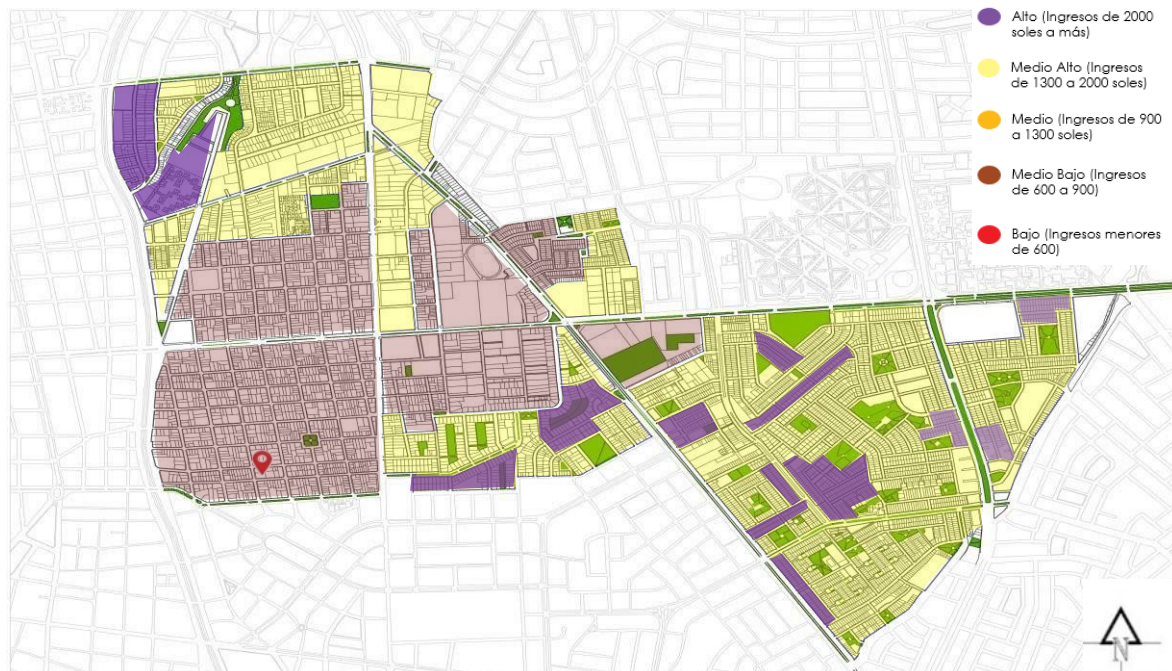 Alto (Ingresos de 2000
soles a más)
Medio Alto (Ingresos
de 1300 a 2000 soles)
Medio (Ingresos de 900
a 1300 soles)
Medio Bajo (Ingresos
de 600 a 900)
Bajo (Ingresos menores
de 600)
N